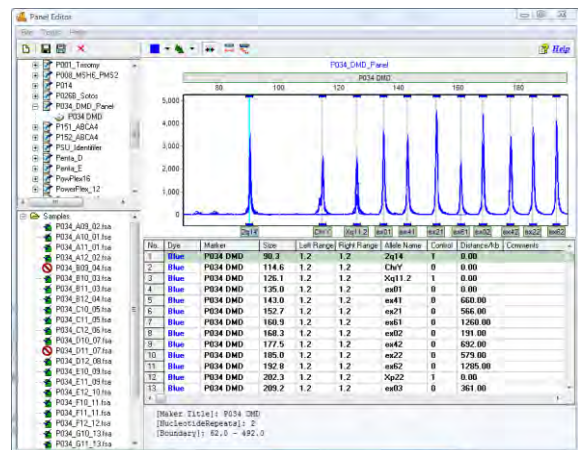 Panel Editor
File Tools Help
Help
P001_Tosomy
P008_MSH6_PMS2
P014
P026B_Sotos
P034_DMD_Panel
P034 DMD
P151_ABCA4
P152_ABCA4
PSU_Identifiler
Penta_D
Penta_E
PowPlex16
PowerPlex_12
P034_DMD_Panel
P034 DMD
80 100 120 140 160 180
5,000
4,000
3,000
2,000
1,000
0
2q14 ChrY Xq11.2 ex01 ex41 ex21 ex61 ex02 ex42 ex22 ex62
Samples
P034_A09_02.fsa
P034_A10_01.fsa
P034_A11_01.fsa
P034_A12_02.fsa
P034_B09_04.fsa
P034_B10_03.fsa
P034_B11_03.fsa
P034_B12_04.fsa
P034_C10_05.fsa
P034_C11_05.fsa
P034_C12_06.fsa
P034_D10_07.fsa
P034_D11_07.fsa
P034_D12_08.fsa
P034_E10_09.fsa
P034_E11_09.fsa
P034_E12_10.fsa
P034_F10_11.fsa
P034_F11_11.fsa
P034_F12_12.fsa
P034_G10_13.fsa
P034_G11_13.fsa
No. Dye Marker Size Left Range Right Range Allele Name Control Distance/kb Comments
1 Blue P034 DMD 90.3 1.2 1.2 2q14 1 0.00
2 Blue P034 DMD 114.6 1.2 1.2 ChrY 0 0.00
3 Blue P034 DMD 126.1 1.2 1.2 Xq11.2 1 0.00
4 Blue P034 DMD 135.0 1.2 1.2 ex01 0 0.00
5 Blue P034 DMD 143.0 1.2 1.2 ex41 0 660.00
6 Blue P034 DMD 152.7 1.2 1.2 ex21 0 566.00
7 Blue P034 DMD 160.9 1.2 1.2 ex61 0 1260.00
8 Blue P034 DMD 168.3 1.2 1.2 ex02 0 191.00
9 Blue P034 DMD 177.5 1.2 1.2 ex42 0 692.00
10 Blue P034 DMD 185.0 1.2 1.2 ex22 0 579.00
11 Blue P034 DMD 192.8 1.2 1.2 ex62 0 1285.00
12 Blue P034 DMD 202.3 1.2 1.2 Xp22 1 0.00
13 Blue P034 DMD 209.2 1.2 1.2 ex03 0 361.00
[Maker Title]: P034 DMD
[NucleotideRepeats]: 2
[Boundary]: 62.0 - 492.0